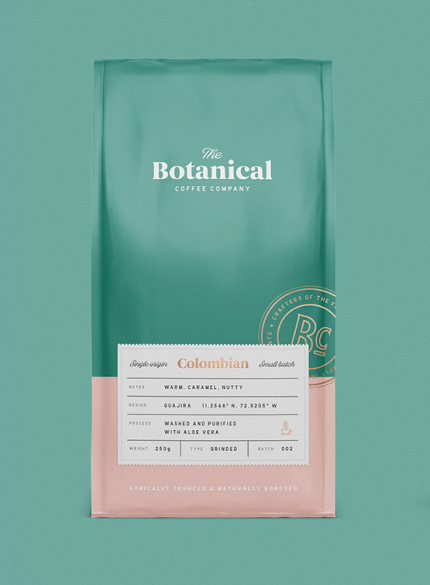 The
Botanical
COFFEE COMPANY
CRAFTERS OF THE
Bc
Single origin Colombian Small batch
NOTES WARM, CARAMEL, NUTTY
REGION GUAJIRA 11.3548° N, 72.5205° W
PROCESS WASHED AND PURIFIED
WITH ALOE VERA
WEIGHT 250g TYPE GRINDED BATCH 002
ETHICALLY SOURCED & NATURALLY ROASTED